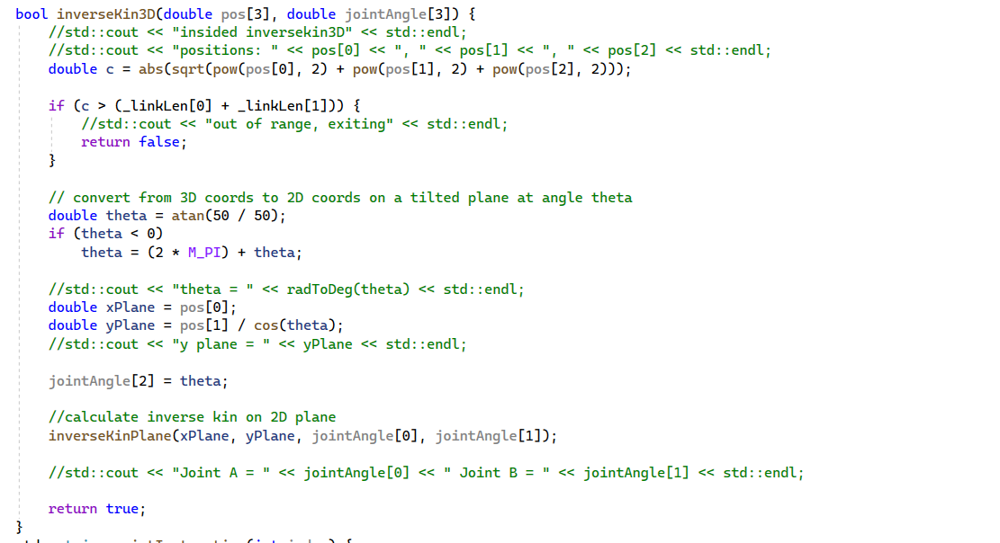 bool inverseKin3D(double pos[3], double jointAngle[3]) {
//std::cout << "insided inversekin3D" << std::endl;
//std::cout << "positions: " << pos[0] << ", " << pos[1] << ", " << pos[2] << std::endl;
double c = abs(sqrt(pow(pos[0], 2) + pow(pos[1], 2) + pow(pos[2], 2)));
if (c > (_linkLen[0] + _linkLen[1])) {
//std::cout << "out of range, exiting" << std::endl;
return false;
}
// convert from 3D coords to 2D coords on a tilted plane at angle theta
double theta = atan(50 / 50);
if (theta < 0)
theta = (2 * M_PI) + theta;
//std::cout << "theta = " << radToDeg(theta) << std::endl;
double xPlane = pos[0];
double yPlane = pos[1] / cos(theta);
//std::cout << "y plane = " << yPlane << std::endl;
jointAngle[2] = theta;
//calculate inverse kin on 2D plane
inverseKinPlane(xPlane, yPlane, jointAngle[0], jointAngle[1]);
//std::cout << "Joint A = " << jointAngle[0] << " Joint B = " << jointAngle[1] << std::endl;
return true;
}